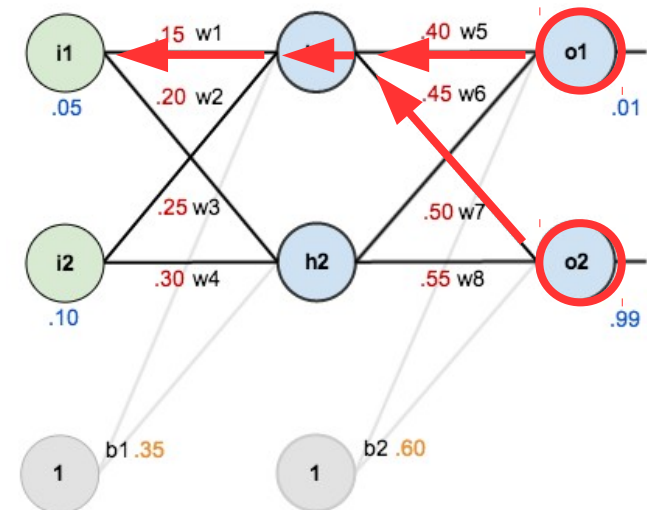 .15 w1
.40 w5
i1
o1
.20 w2
.45 w6
.05
.01
.25 w3
.50 w7
i2
h2
o2
.30 w4
.55 w8
.10
.99
b1 .35
b2 .60
1
1